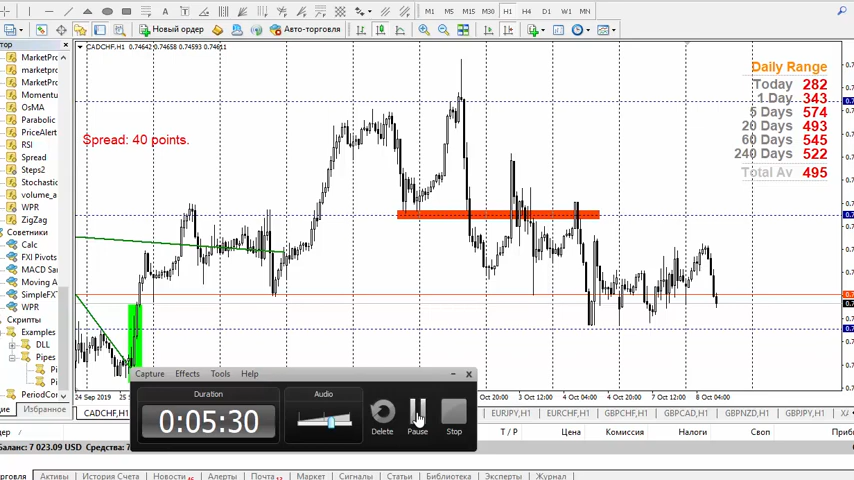 A T
M1 M5 M15 M30 H1 H4 D1 W1 MN
Новый ордер
Авто-торговля
тор
CADCHF,H1 0.74642 0.74658 0.74593 0.74611
MarketPro
marketpro
MarketPro
Momentu
OsMA
Parabolic
PriceAlert
RSI
Spread
Steps2
Stochastic
volume_a
WPR
ZigZag
Советники
Calc
FXI Pivots
MACD Sa
Moving A
SimpleFX
WPR
Скрипты
Examples
DLL
Pipes
PeriodCon
ние
Избранное
Spread: 40 points.
Daily Range
Today 282
1 Day 343
5 Days 574
20 Days 493
60 Days 545
240 Days 522
Total Av 495
24 Sep 2019
Oct 20:00 3 Oct 04:00 4 Oct 12:00 7 Oct 20:00 8 Oct 04:00
Capture Effects Tools Help
Duration
0:05:30
Audio
Delete
Pause
Stop
CADCHF,H1
EURJPY,H1 EURCHF,H1 GBPCHF,H1 GBPCAD,H1 GBPNZD,H1 GBPJPY,H1
T / P Цена Комиссия Налоги Своп Приб
Баланс: 7 023.09 USD Средства: 7
орговля Активы История Счета Новости Алерты Почта Маркет Сигналы Статьи Библиотека Эксперты Журнал